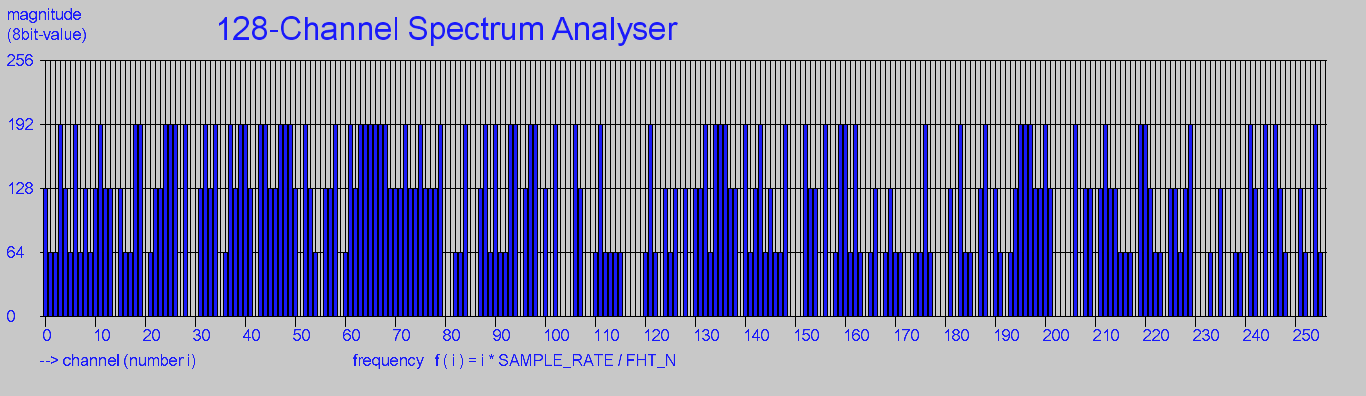 magnitude
(8bit-value)
128-Channel Spectrum Analyser
256
192
128
64
0
0 10 20 30 40 50 60 70 80 90 100 110 120 130 140 150 160 170 180 190 200 210 220 230 240 250
--> channel (number i) frequency f ( i ) = i * SAMPLE_RATE / FHT_N